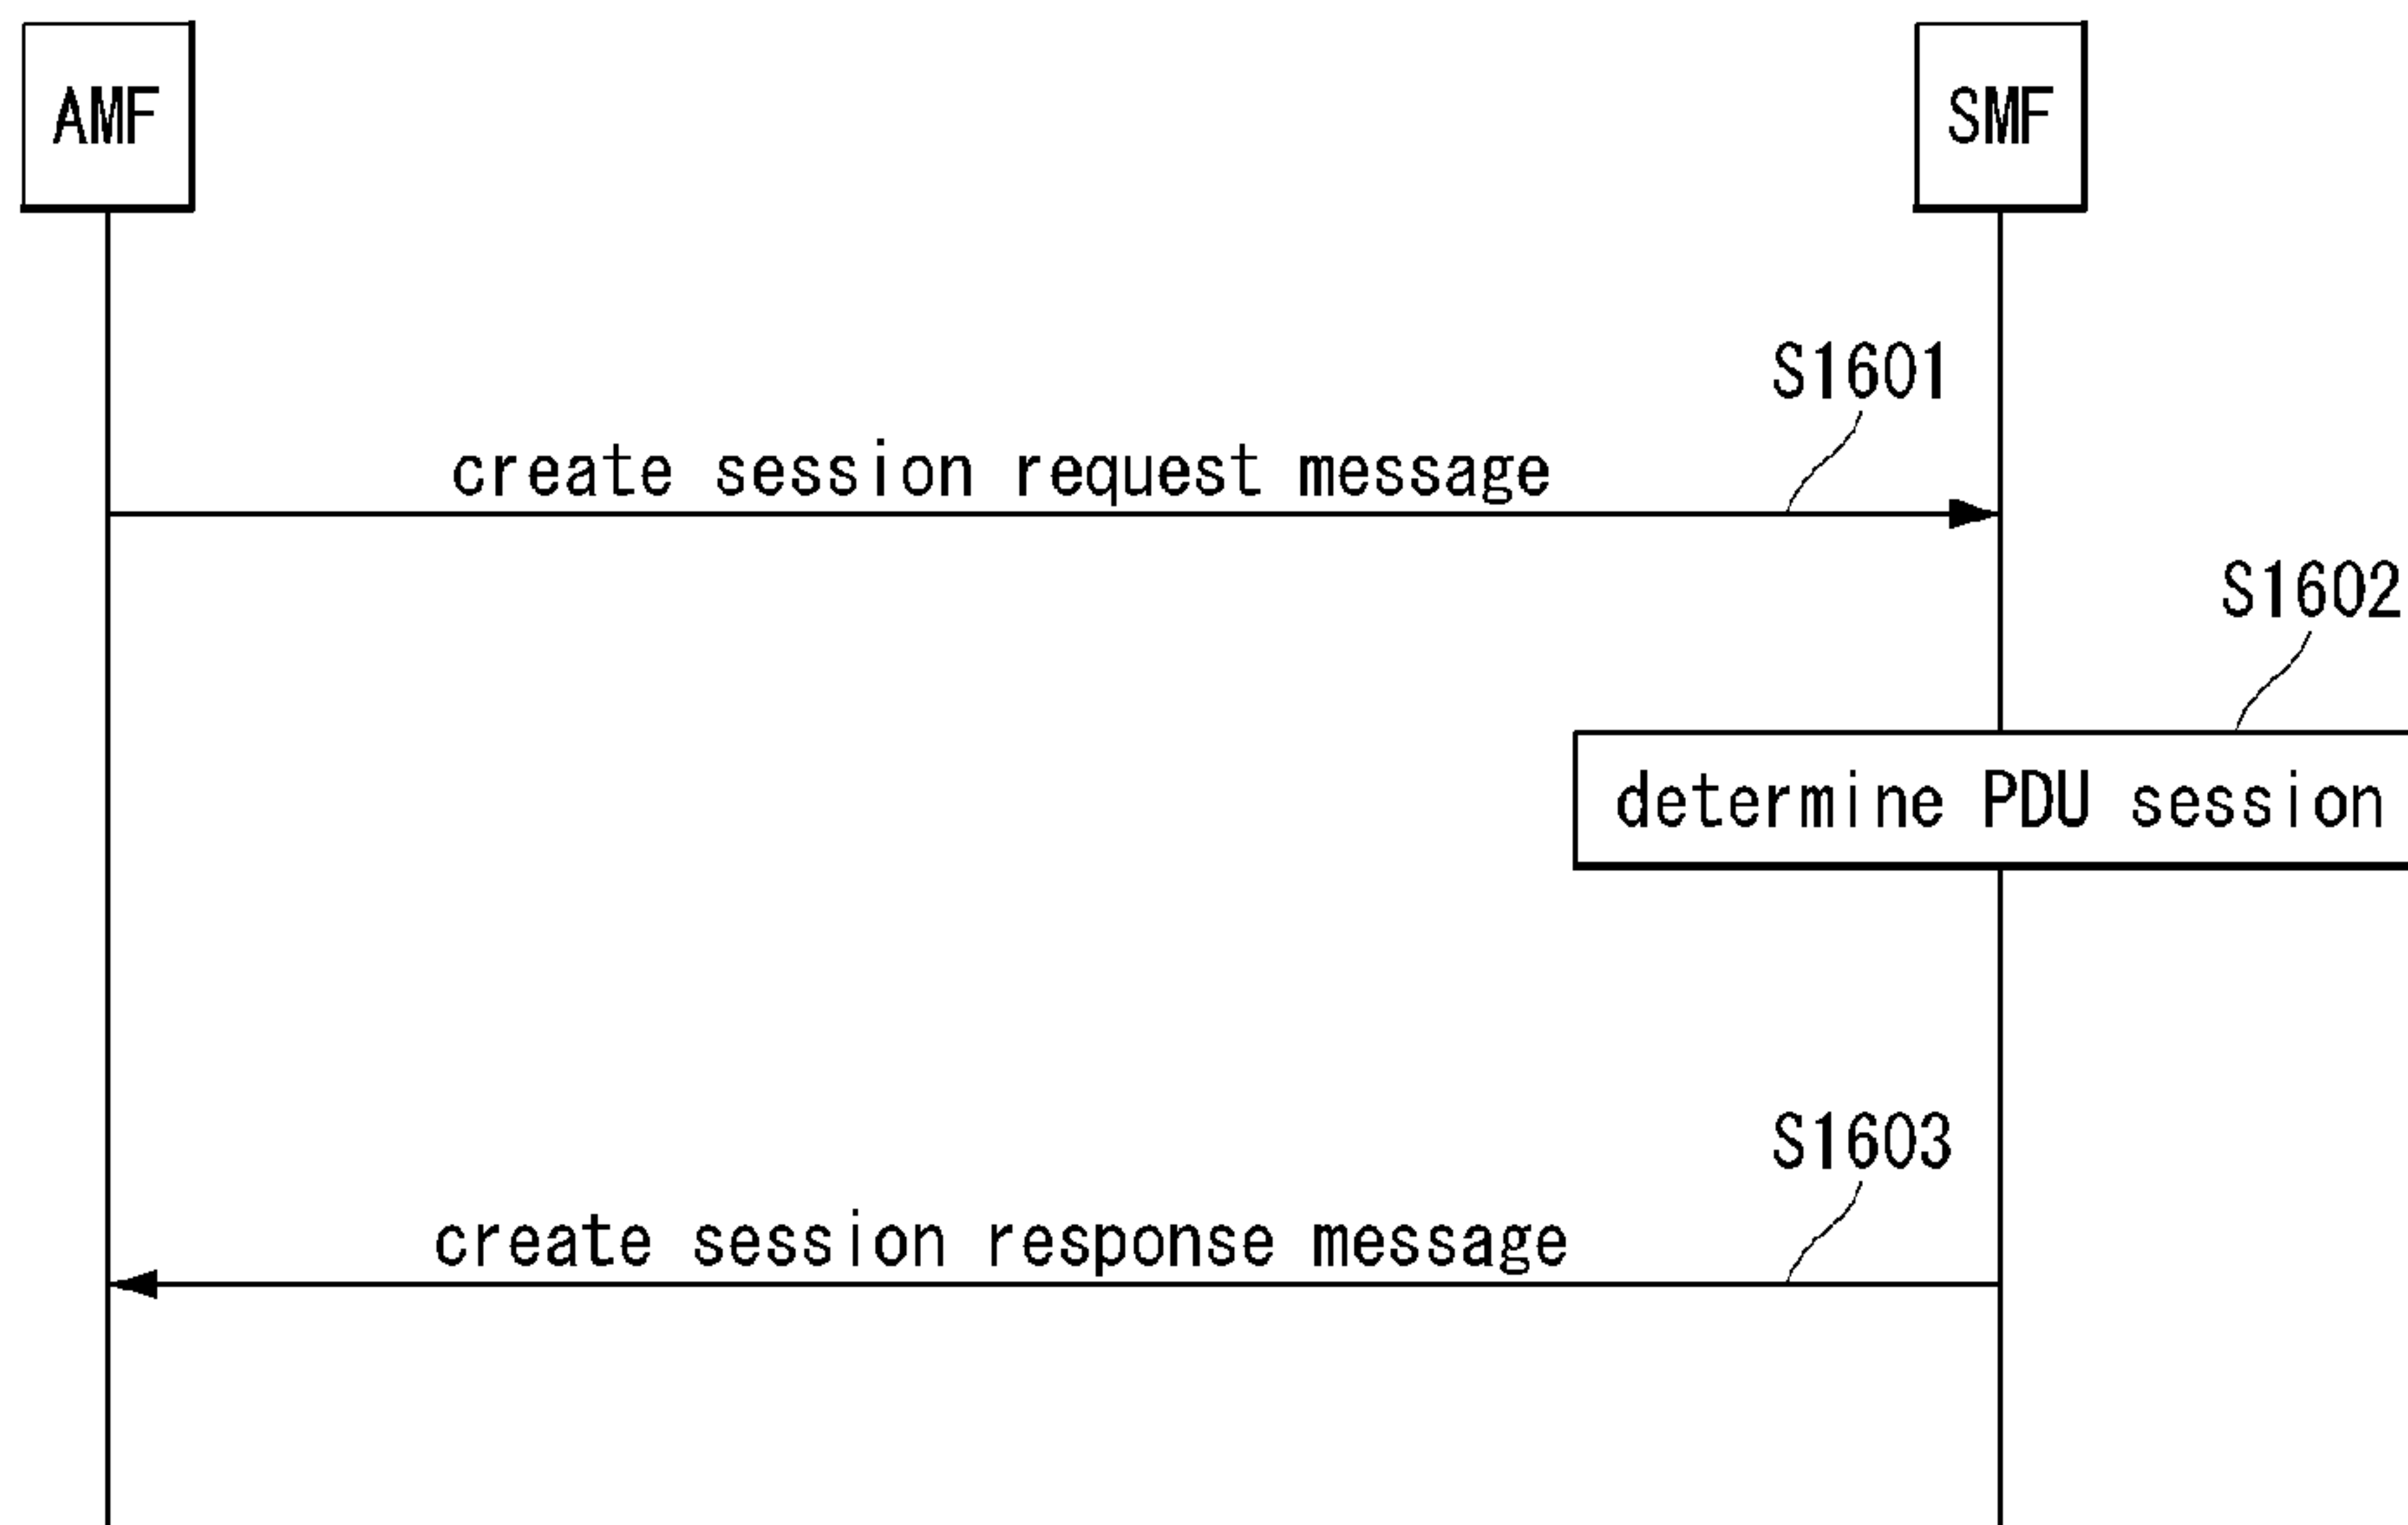 AMF
SMF
S1601
create session request message
S1602
determine PDU session
S1603
create session response message